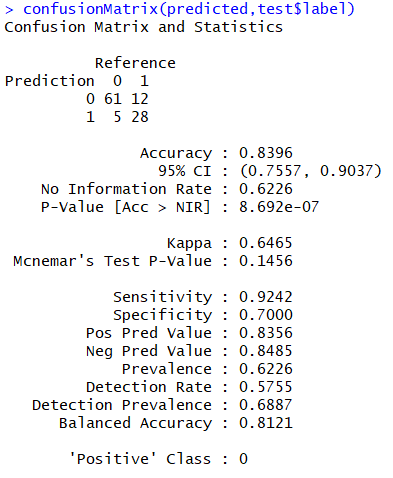 > confusionMatrix(predicted,test$label)
Confusion Matrix and Statistics
Reference
Prediction 0 1
0 61 12
1 5 28
Accuracy : 0.8396
95% CI : (0.7557, 0.9037)
No Information Rate : 0.6226
P-Value [Acc > NIR] : 8.692e-07
Kappa : 0.6465
Mcnemar's Test P-Value : 0.1456
Sensitivity : 0.9242
Specificity : 0.7000
Pos Pred Value : 0.8356
Neg Pred Value : 0.8485
Prevalence : 0.6226
Detection Rate : 0.5755
Detection Prevalence : 0.6887
Balanced Accuracy : 0.8121
'Positive' Class : 0